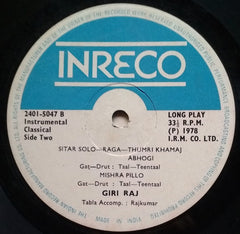 INRECO
2401-5047 B
Instrumental
Classical
Side Two
LONG PLAY
33⅓ R.P.M.
(P) 1978
I.R.M. CO. LTD.
SITAR SOLO—RAGA—THUMRI KHAMAJ
ABHOGI
Gat—Drut : Taal—Teentaal
MISHRA PILLO
Gat—Drut : Taal—Teentaal
GIRI RAJ
Tabla Accomp. : Rajkumar